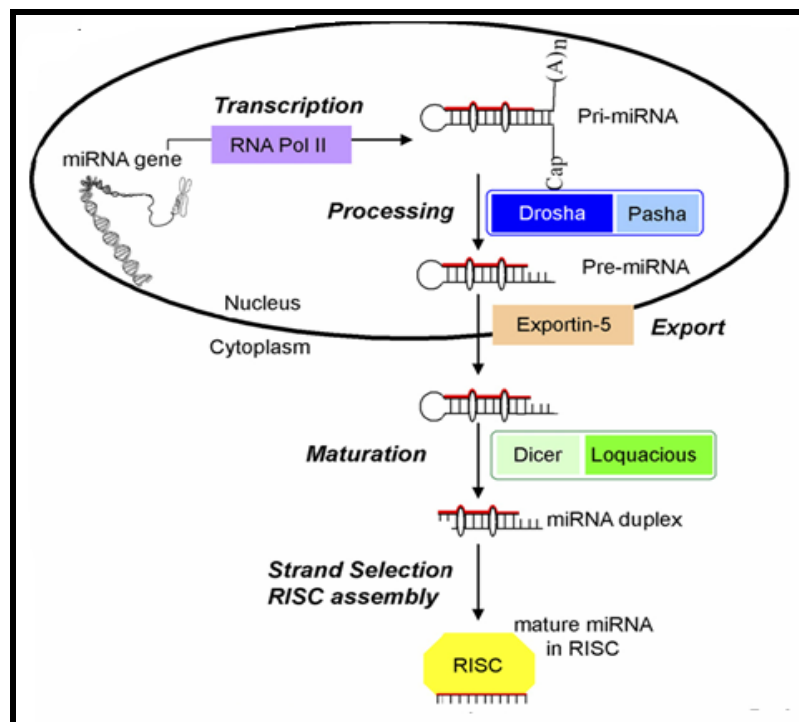 (A)n
Transcription
Pri-miRNA
RNA Pol II
miRNA gene
Cap
Processing
Drosha
Pasha
Pre-miRNA
Nucleus
Exportin-5
Export
Cytoplasm
Maturation
Dicer
Loquacious
miRNA duplex
Strand Selection
RISC assembly
mature miRNA
in RISC
RISC